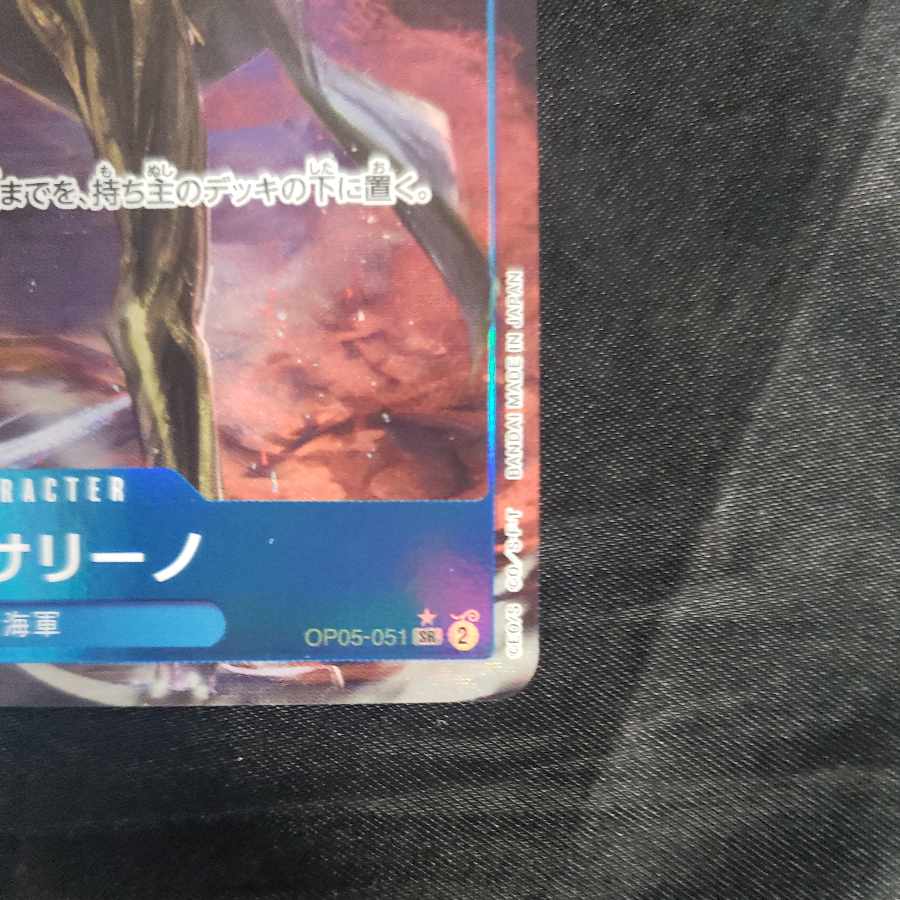 までを、持ち主のデッキの下に置く。
RACTER
サリーノ
海軍
OP05-051 SR 2
BANDAI MADE IN JAPAN